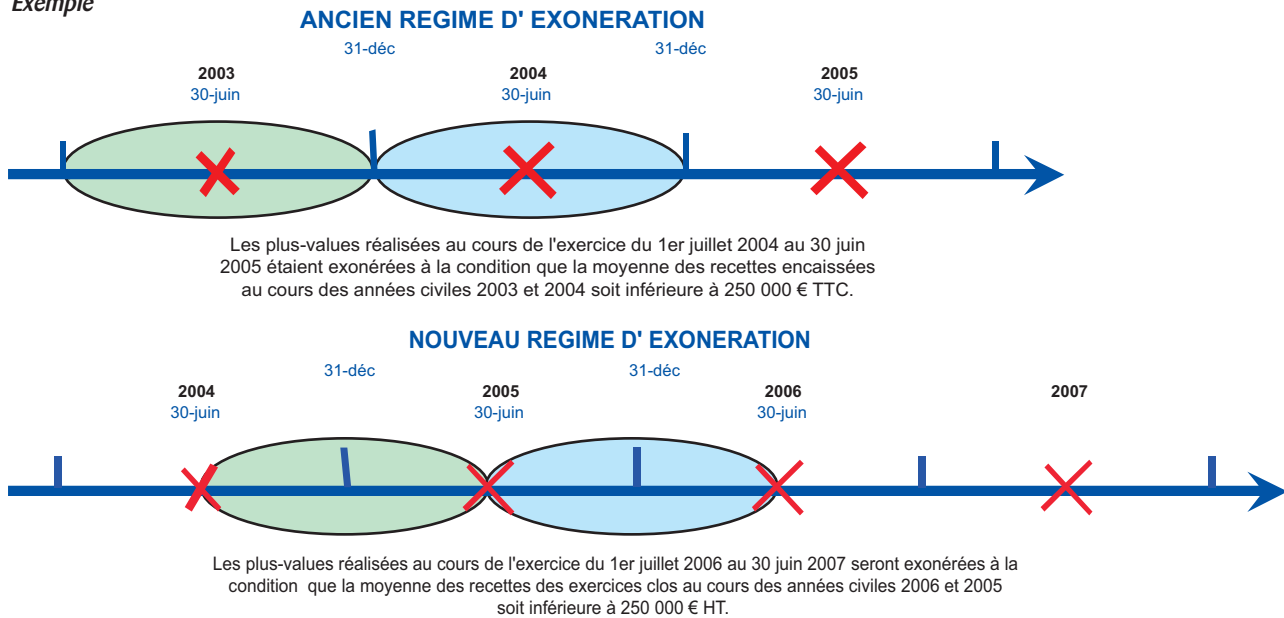 Exemple
ANCIEN REGIME D' EXONERATION
31-déc 31-déc
2003 2004 2005
30-juin 30-juin 30-juin
Les plus-values réalisées au cours de l'exercice du 1er juillet 2004 au 30 juin
2005 étaient exonérées à la condition que la moyenne des recettes encaissées
au cours des années civiles 2003 et 2004 soit inférieure à 250 000 € TTC.
NOUVEAU REGIME D' EXONERATION
31-déc 31-déc
2004 2005 2006 2007
30-juin 30-juin 30-juin
Les plus-values réalisées au cours de l'exercice du 1er juillet 2006 au 30 juin 2007 seront exonérées à la
condition que la moyenne des recettes des exercices clos au cours des années civiles 2006 et 2005
soit inférieure à 250 000 € HT.